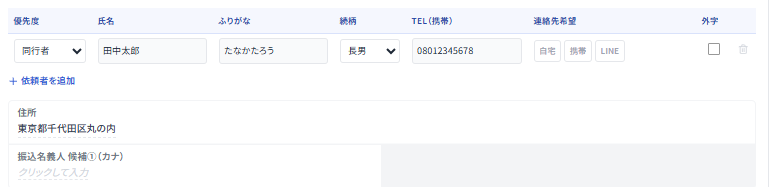 優先度 氏名 ふりがな 続柄 TEL（携帯） 連絡先希望 外字
同行者 田中太郎 たなかたろう 長男 08012345678 自宅 携帯 LINE
＋ 依頼者を追加
住所
東京都千代田区丸の内
振込名義人 候補①（カナ）
クリックして入力